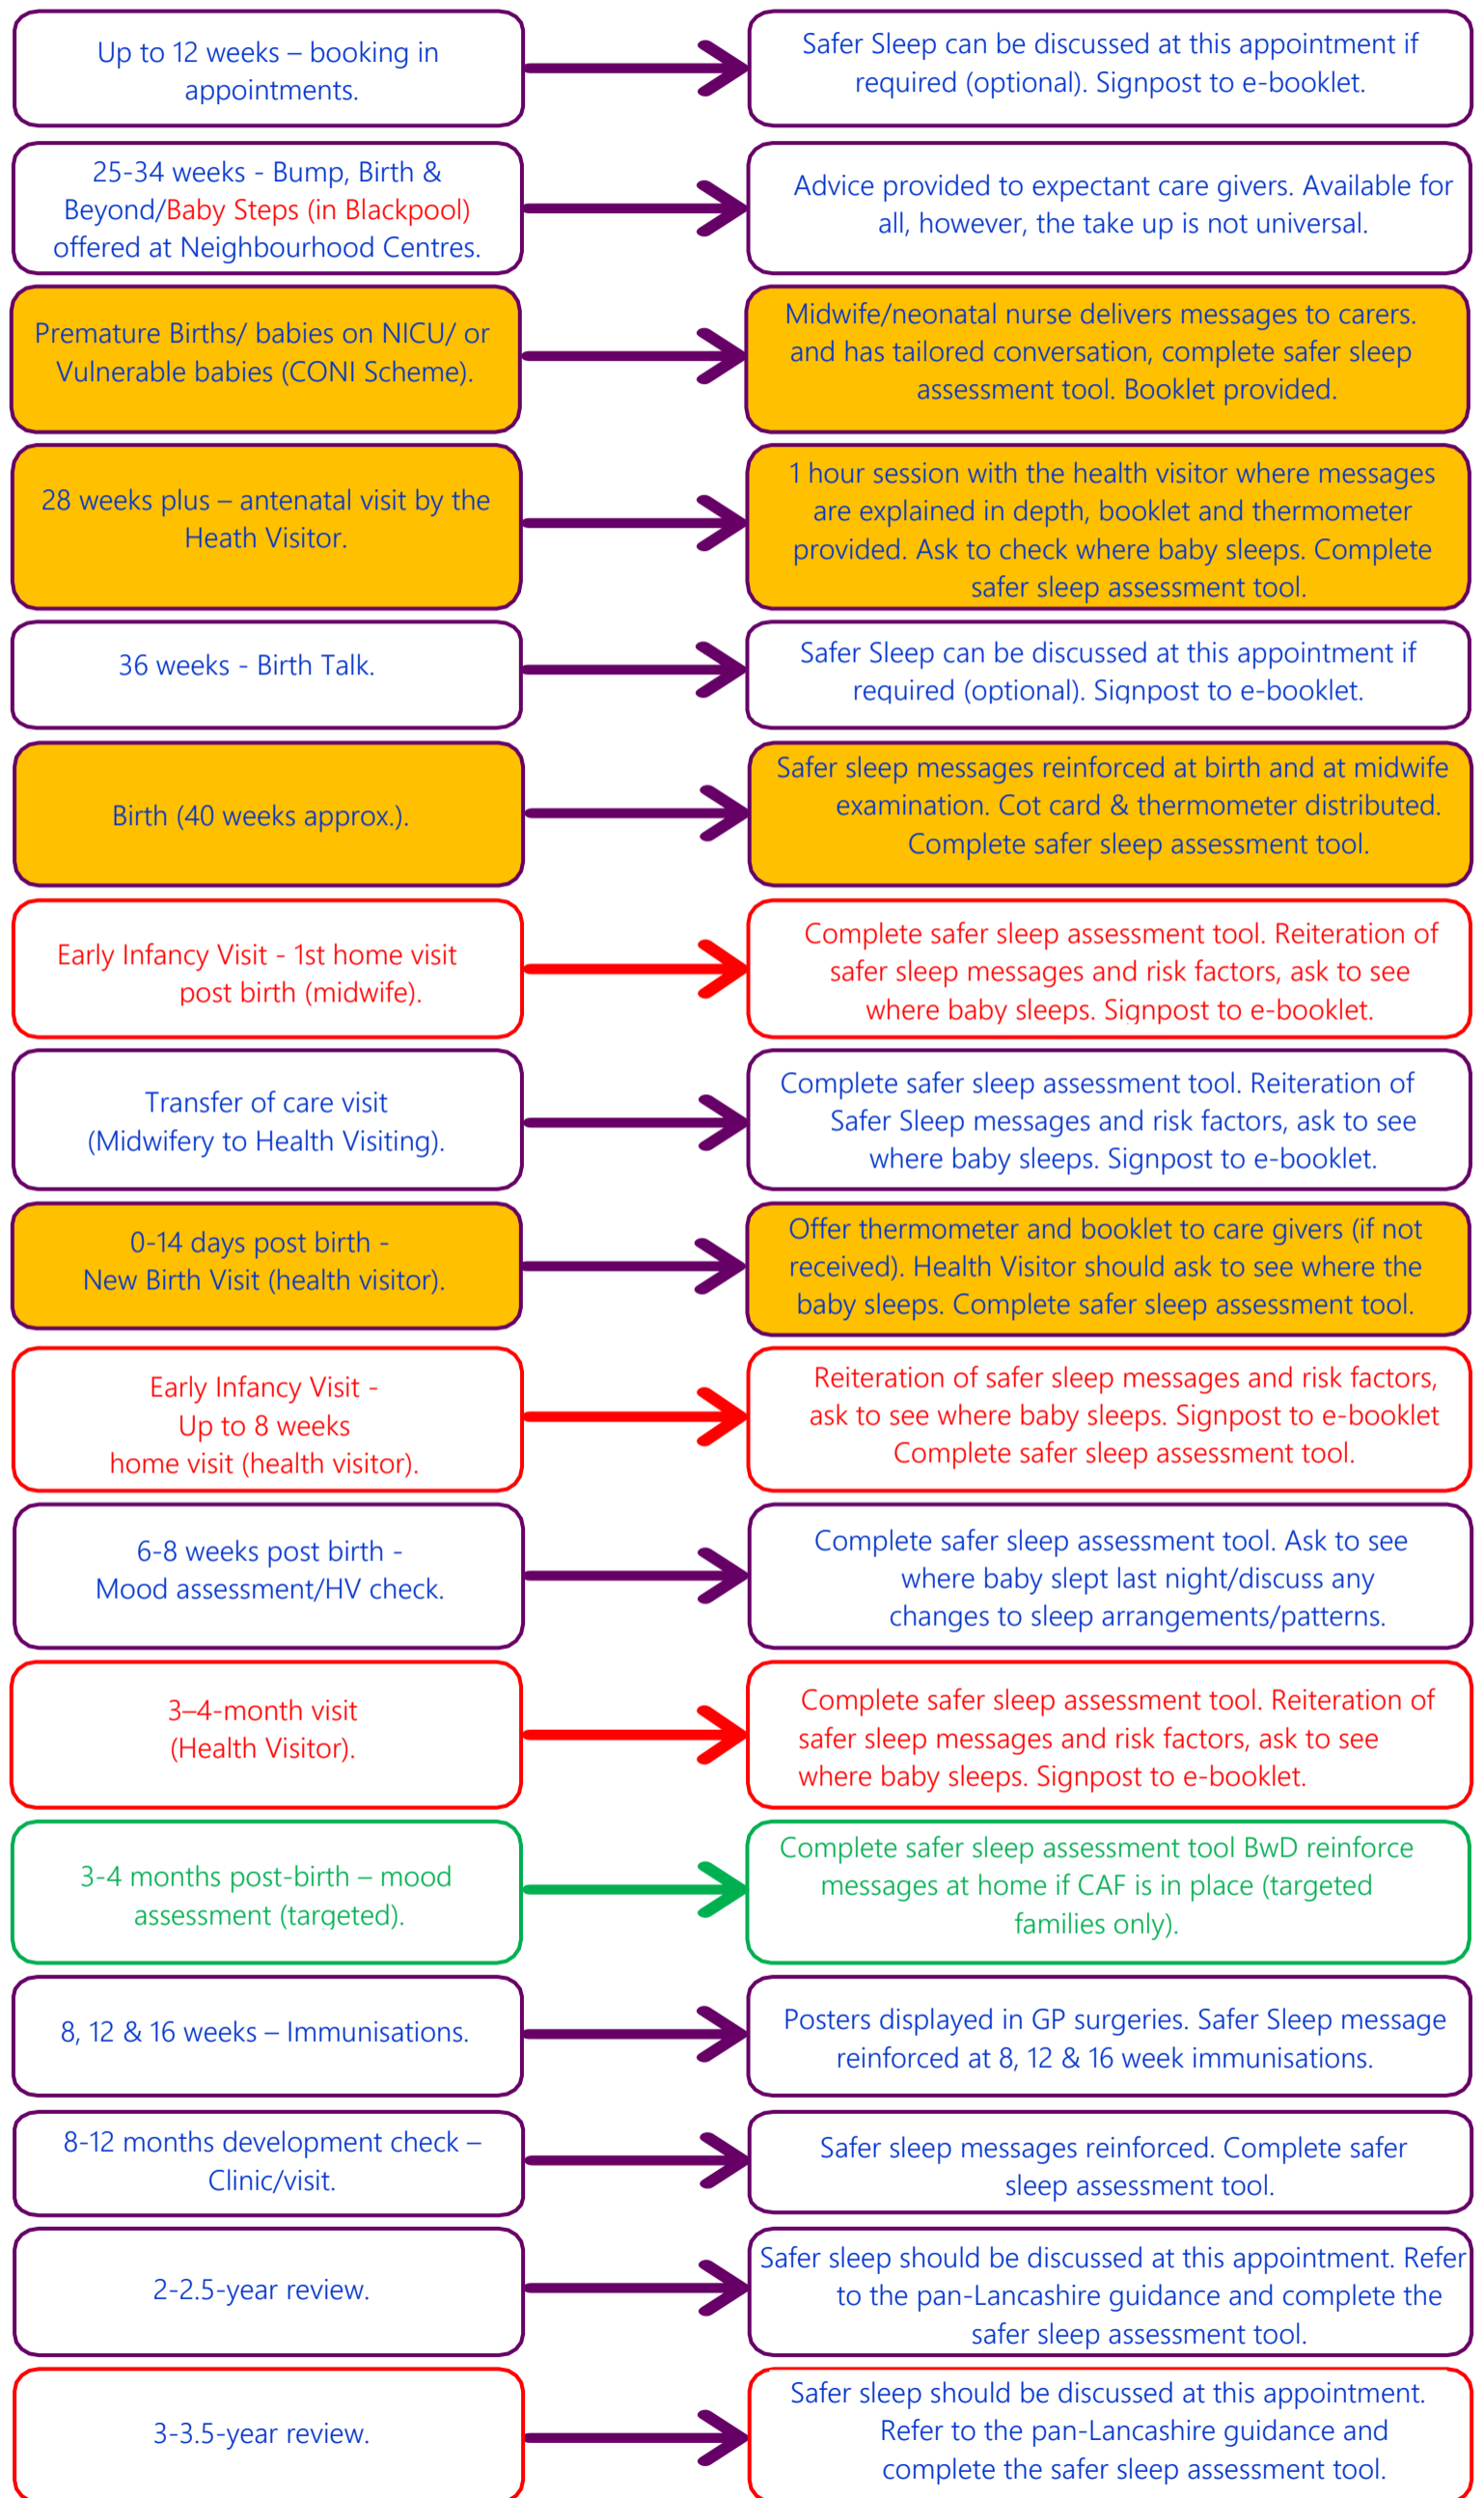 Up to 12 weeks – booking in
appointments.
Safer Sleep can be discussed at this appointment if
required (optional). Signpost to e-booklet.
25-34 weeks - Bump, Birth &
Beyond/Baby Steps (in Blackpool)
offered at Neighbourhood Centres.
Advice provided to expectant care givers. Available for
all, however, the take up is not universal.
Premature Births/ babies on NICU/ or
Vulnerable babies (CONI Scheme).
Midwife/neonatal nurse delivers messages to carers.
and has tailored conversation, complete safer sleep
assessment tool. Booklet provided.
28 weeks plus – antenatal visit by the
Heath Visitor.
1 hour session with the health visitor where messages
are explained in depth, booklet and thermometer
provided. Ask to check where baby sleeps. Complete
safer sleep assessment tool.
36 weeks - Birth Talk.
Safer Sleep can be discussed at this appointment if
required (optional). Signpost to e-booklet.
Birth (40 weeks approx.).
Safer sleep messages reinforced at birth and at midwife
examination. Cot card & thermometer distributed.
Complete safer sleep assessment tool.
Early Infancy Visit - 1st home visit
post birth (midwife).
Complete safer sleep assessment tool. Reiteration of
safer sleep messages and risk factors, ask to see
where baby sleeps. Signpost to e-booklet.
Transfer of care visit
(Midwifery to Health Visiting).
Complete safer sleep assessment tool. Reiteration of
Safer Sleep messages and risk factors, ask to see
where baby sleeps. Signpost to e-booklet.
0-14 days post birth -
New Birth Visit (health visitor).
Offer thermometer and booklet to care givers (if not
received). Health Visitor should ask to see where the
baby sleeps. Complete safer sleep assessment tool.
Early Infancy Visit -
Up to 8 weeks
home visit (health visitor).
Reiteration of safer sleep messages and risk factors,
ask to see where baby sleeps. Signpost to e-booklet
Complete safer sleep assessment tool.
6-8 weeks post birth -
Mood assessment/HV check.
Complete safer sleep assessment tool. Ask to see
where baby slept last night/discuss any
changes to sleep arrangements/patterns.
3–4-month visit
(Health Visitor).
Complete safer sleep assessment tool. Reiteration of
safer sleep messages and risk factors, ask to see
where baby sleeps. Signpost to e-booklet.
3-4 months post-birth – mood
assessment (targeted).
Complete safer sleep assessment tool BwD reinforce
messages at home if CAF is in place (targeted
families only).
8, 12 & 16 weeks – Immunisations.
Posters displayed in GP surgeries. Safer Sleep message
reinforced at 8, 12 & 16 week immunisations.
8-12 months development check –
Clinic/visit.
Safer sleep messages reinforced. Complete safer
sleep assessment tool.
2-2.5-year review.
Safer sleep should be discussed at this appointment. Refer
to the pan-Lancashire guidance and complete the
safer sleep assessment tool.
3-3.5-year review.
Safer sleep should be discussed at this appointment.
Refer to the pan-Lancashire guidance and
complete the safer sleep assessment tool.